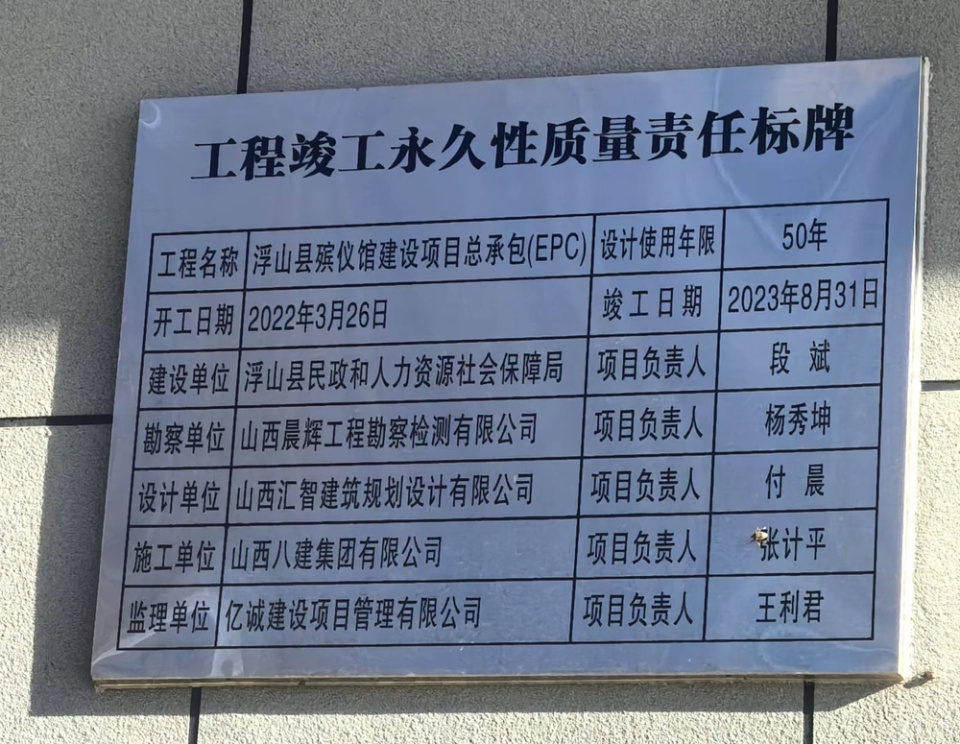 工程竣工永久性质量责任标牌
工程名称 浮山县殡仪馆建设项目总承包(EPC) 设计使用年限 50年
开工日期 2022年3月26日 竣工日期 2023年8月31日
建设单位 浮山县民政和人力资源社会保障局 项目负责人 段斌
勘察单位 山西晨辉工程勘察检测有限公司 项目负责人 杨秀坤
设计单位 山西汇智建筑规划设计有限公司 项目负责人 付晨
施工单位 山西八建集团有限公司 项目负责人 张计平
监理单位 亿诚建设项目管理有限公司 项目负责人 王利君